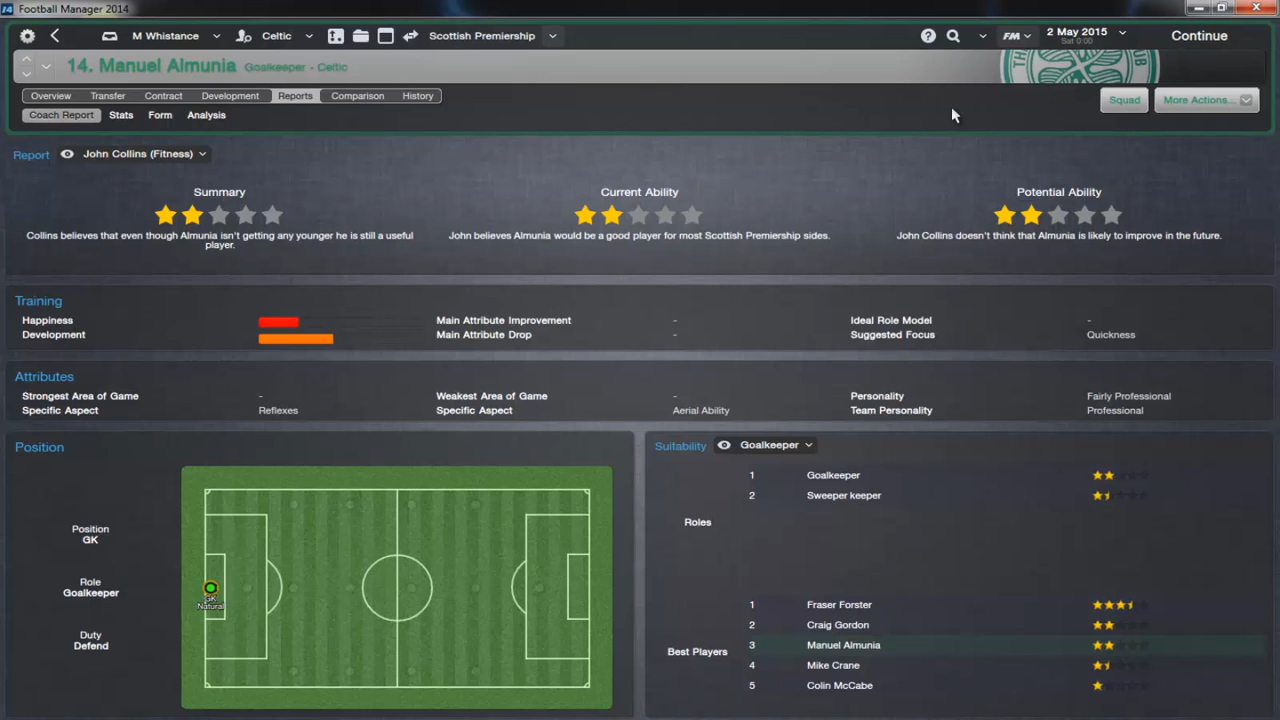 Football Manager 2014
M Whistance
Celtic
Scottish Premiership
FM
2 May 2015
Sat 0:00
Continue
14. Manuel Almunia Goalkeeper - Celtic
Overview Transfer Contract Development Reports Comparison History
Squad More Actions...
Coach Report Stats Form Analysis
Report John Collins (Fitness)
Summary
Collins believes that even though Almunia isn't getting any younger he is still a useful
player.
Current Ability
John believes Almunia would be a good player for most Scottish Premiership sides.
Potential Ability
John Collins doesn't think that Almunia is likely to improve in the future.
Training
Happiness Main Attribute Improvement - Ideal Role Model -
Development Main Attribute Drop - Suggested Focus Quickness
Attributes
Strongest Area of Game - Weakest Area of Game - Personality Fairly Professional
Specific Aspect Reflexes Specific Aspect Aerial Ability Team Personality Professional
Position
Position
GK
Role
Goalkeeper
Duty
Defend
GK
Natural
Suitability Goalkeeper
Roles
1 Goalkeeper
2 Sweeper keeper
Best Players
1 Fraser Forster
2 Craig Gordon
3 Manuel Almunia
4 Mike Crane
5 Colin McCabe